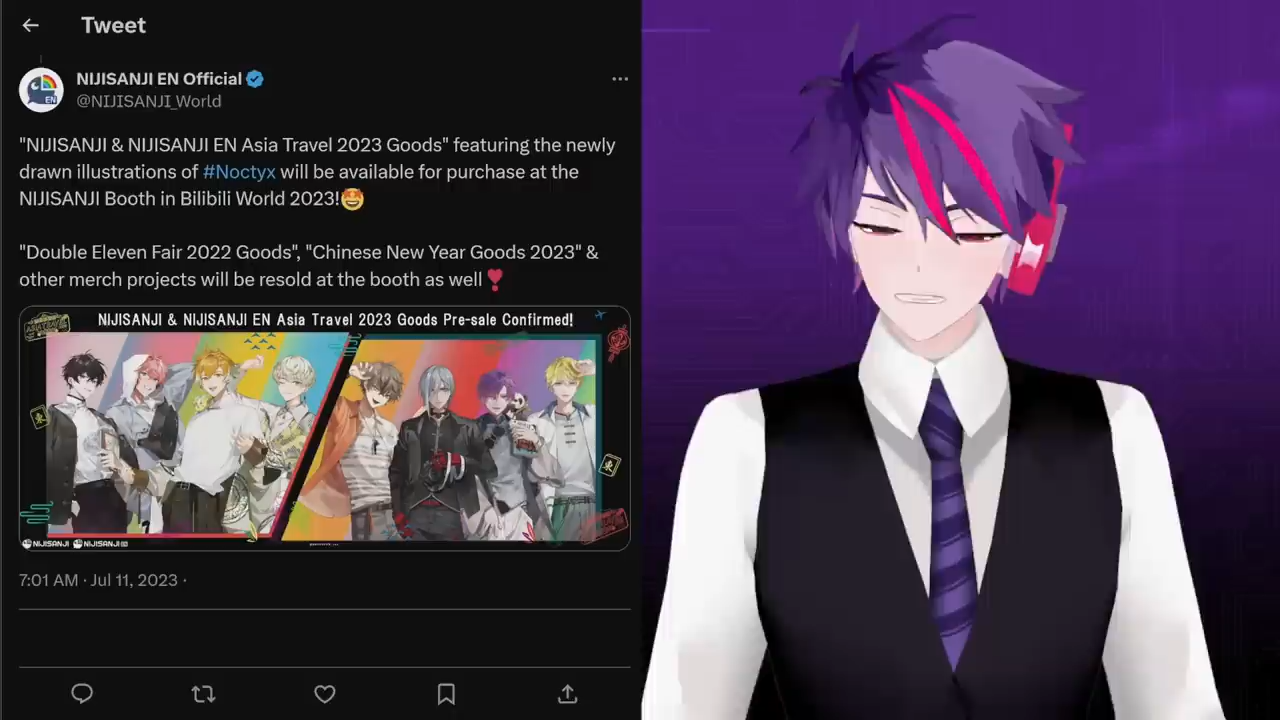 Tweet
NIJISANJI EN Official
@NIJISANJI_World
"NIJISANJI & NIJISANJI EN Asia Travel 2023 Goods" featuring the newly
drawn illustrations of #Noctyx will be available for purchase at the
NIJISANJI Booth in Bilibili World 2023!🤩
"Double Eleven Fair 2022 Goods", "Chinese New Year Goods 2023" &
other merch projects will be resold at the booth as well❣️
NIJISANJI & NIJISANJI EN Asia Travel 2023 Goods Pre-sale Confirmed!
NIJISANJI NIJISANJI EN
7:01 AM · Jul 11, 2023 ·